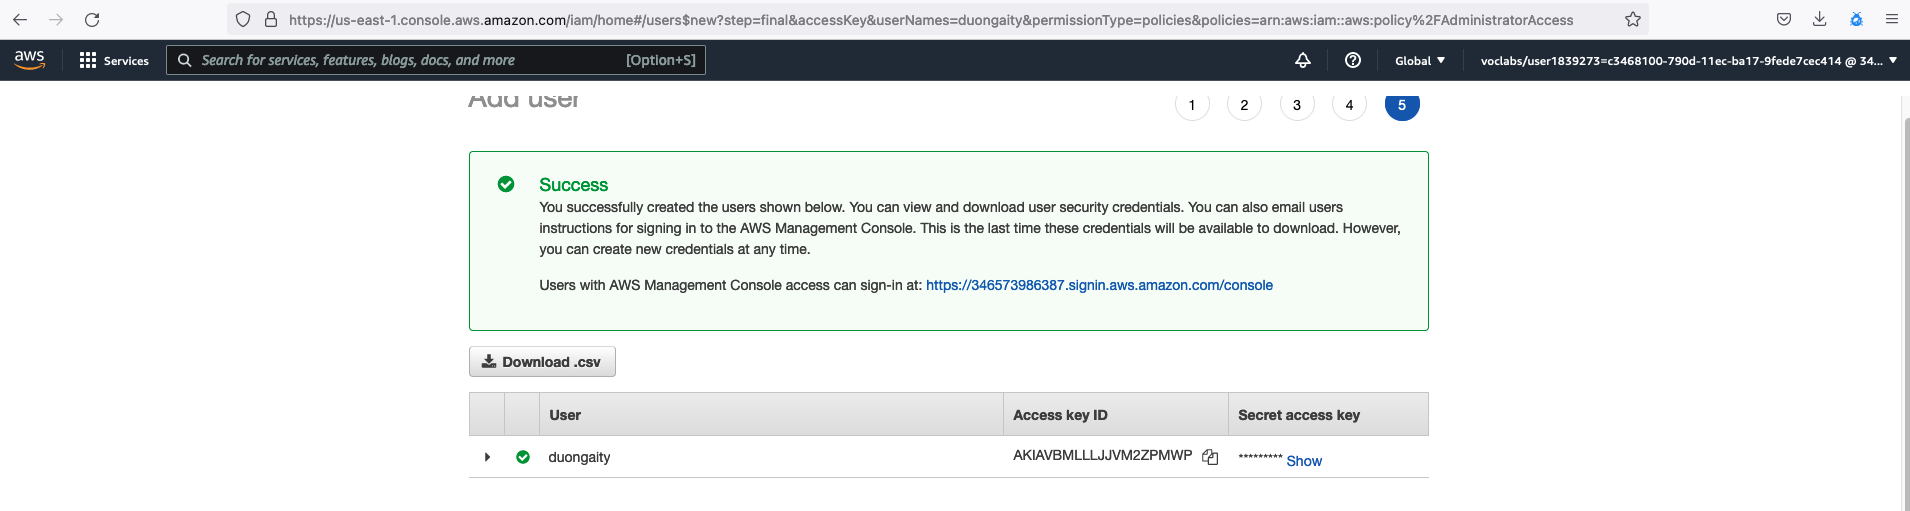 https://us-east-1.console.aws.amazon.com/iam/home#/users$new?step=final&accessKey&userNames=duongaity&permissionType=policies&policies=arn:aws:iam::aws:policy%2FAdministratorAccess
aws
Services
Search for services, features, blogs, docs, and more
[Option+S]
Global
voclabs/user1839273=c3468100-790d-11ec-ba17-9fede7cec414 @ 34...
Add user
1 2 3 4 5
Success
You successfully created the users shown below. You can view and download user security credentials. You can also email users
instructions for signing in to the AWS Management Console. This is the last time these credentials will be available to download. However,
you can create new credentials at any time.
Users with AWS Management Console access can sign-in at: https://346573986387.signin.aws.amazon.com/console
Download .csv
User Access key ID Secret access key
duongaity AKIAVBMLLLJJVM2ZPMWP ********* Show